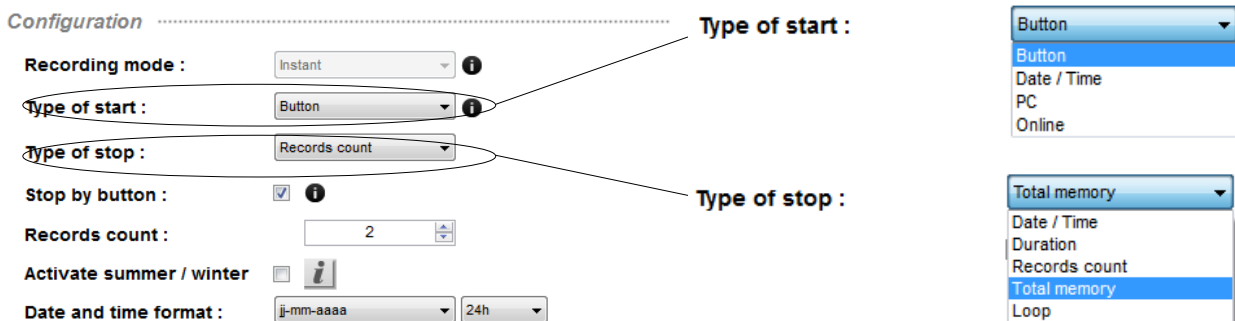 Configuration
Recording mode :
Instant
Type of start :
Button
Type of stop :
Records count
Stop by button :
Records count :
2
Activate summer / winter
Date and time format :
jj-mm-aaaa
24h
Type of start :
Button
Button
Date / Time
PC
Online
Type of stop :
Total memory
Date / Time
Duration
Records count
Total memory
Loop